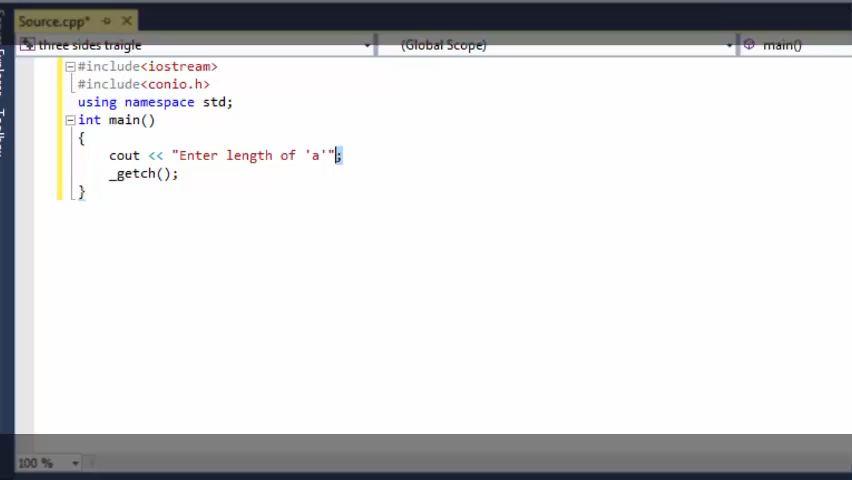 Source.cpp*
three sides traigle (Global Scope) main()
#include<iostream>
#include<conio.h>
using namespace std;
int main()
{
cout << "Enter length of 'a'";
_getch();
}
100 %